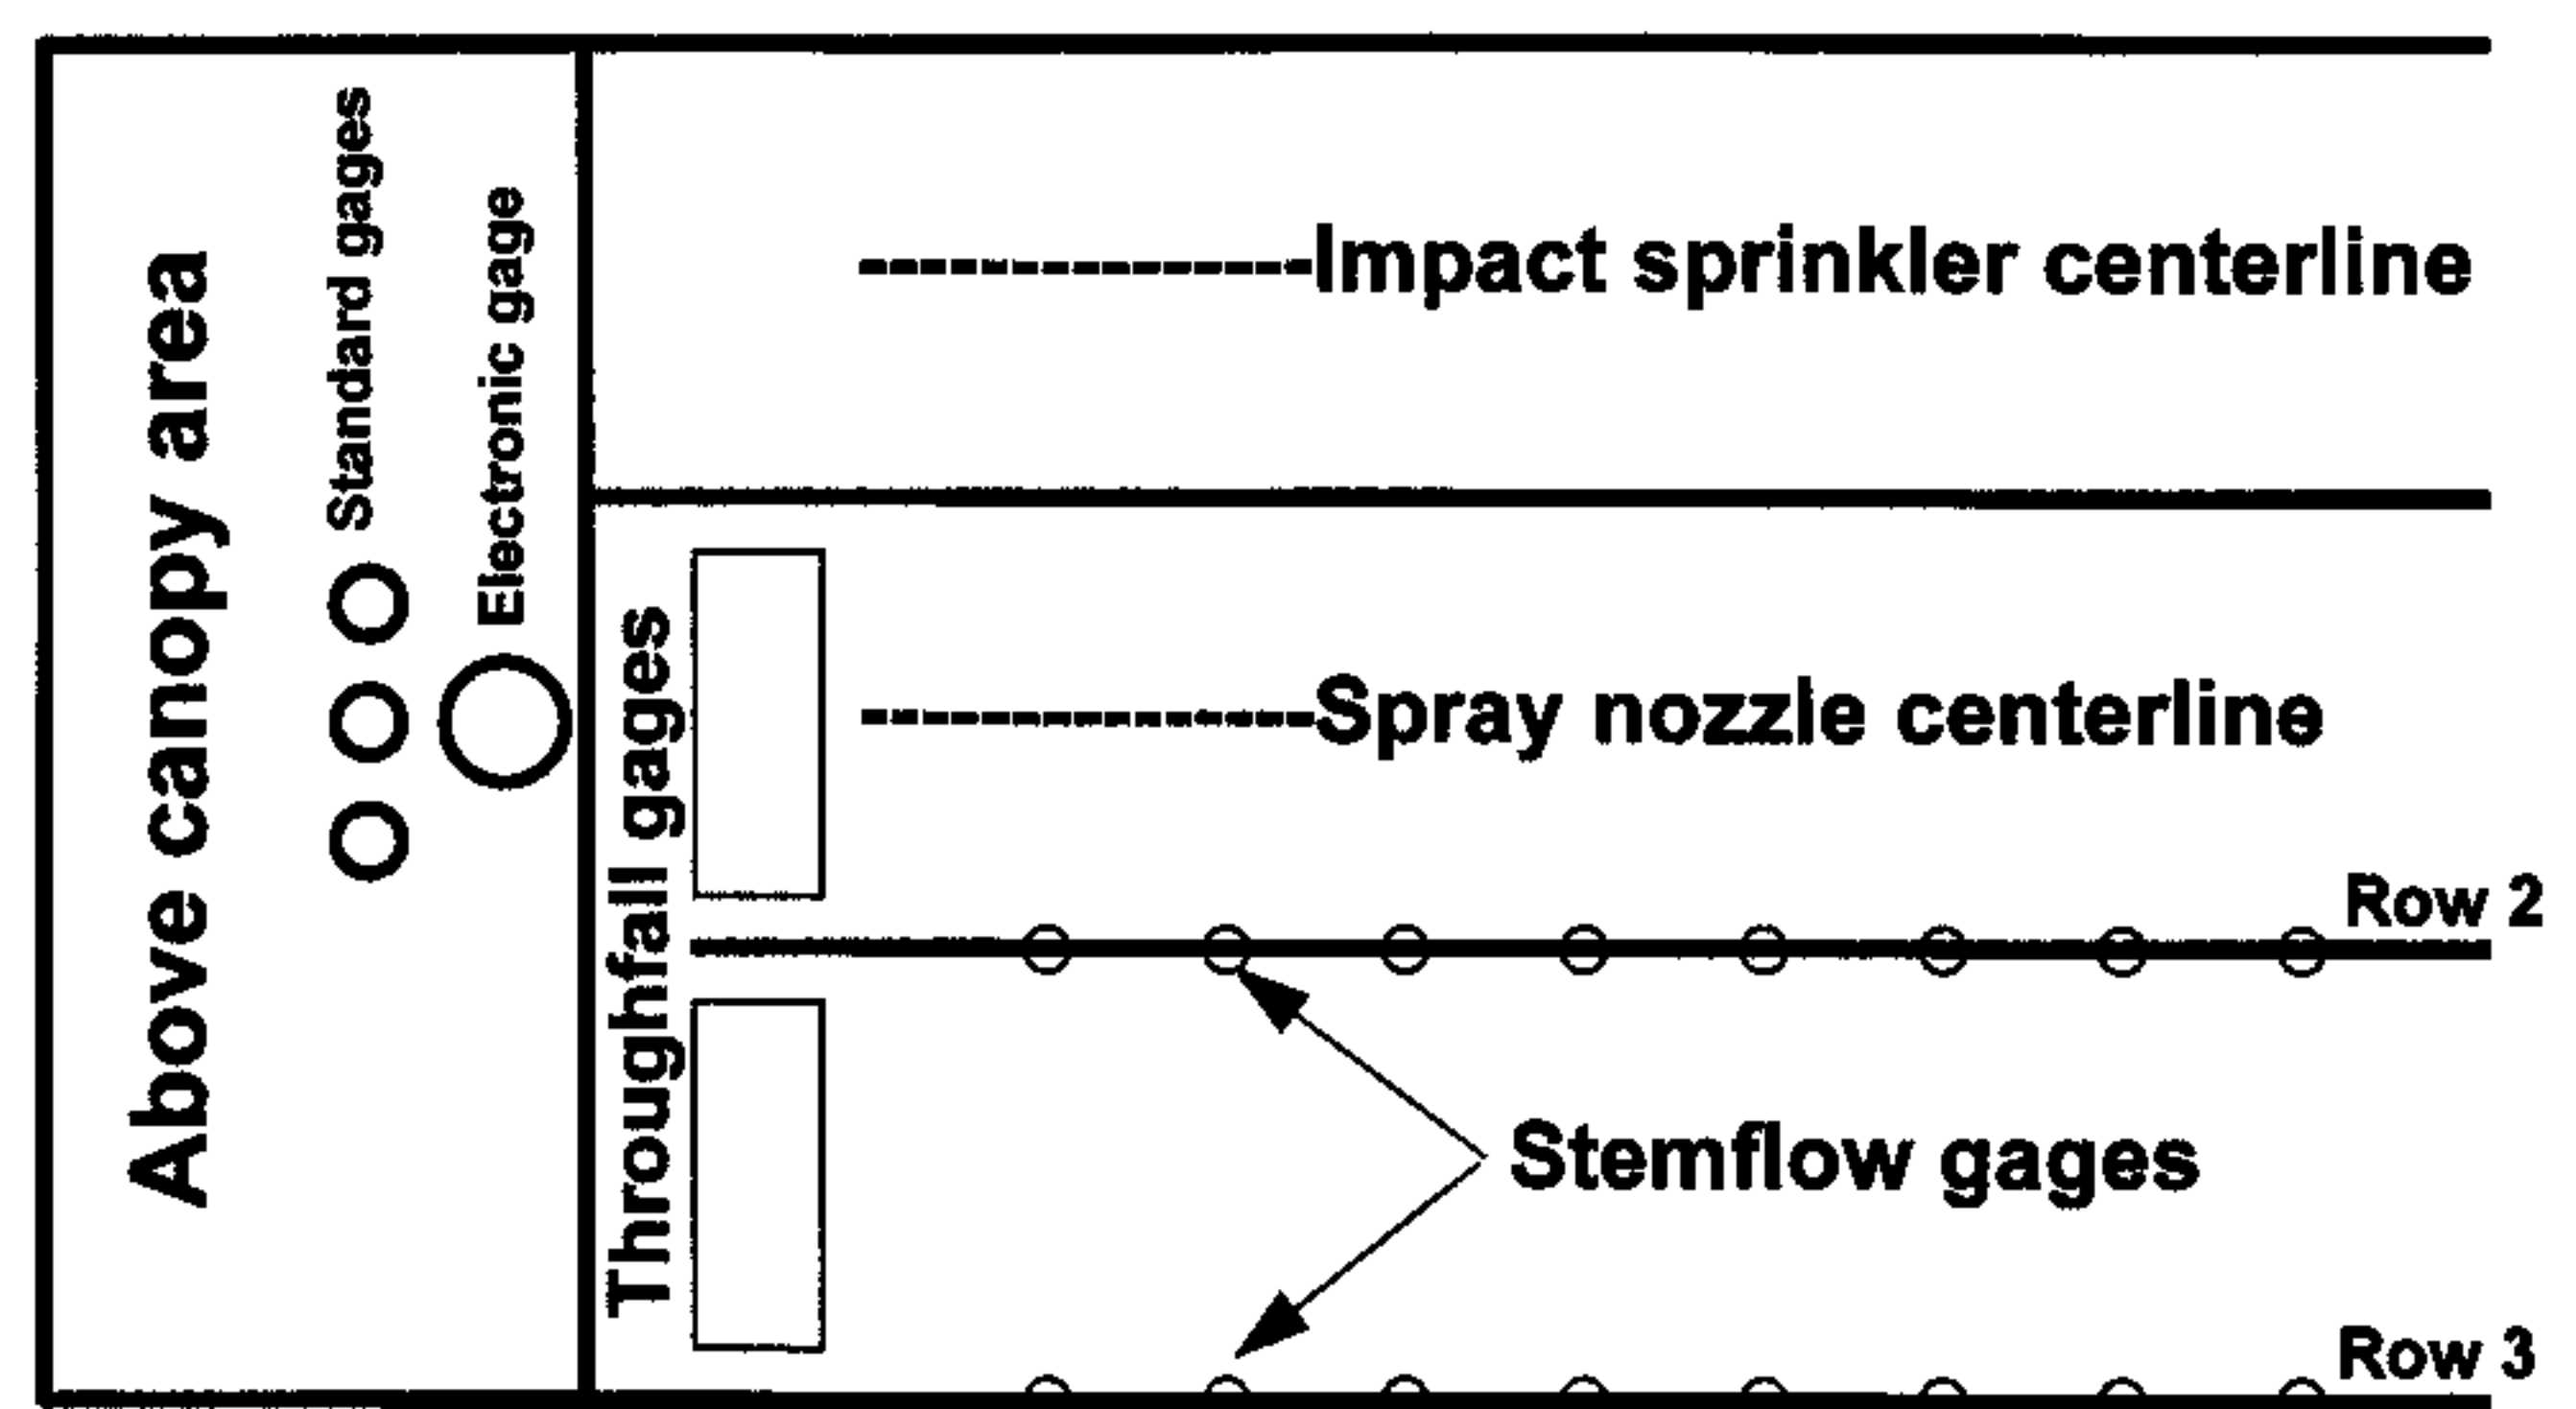 Above canopy area
Standard gages
Electronic gage
Impact sprinkler centerline
Throughfall gages
Spray nozzle centerline
Row 2
Stemflow gages
Row 3